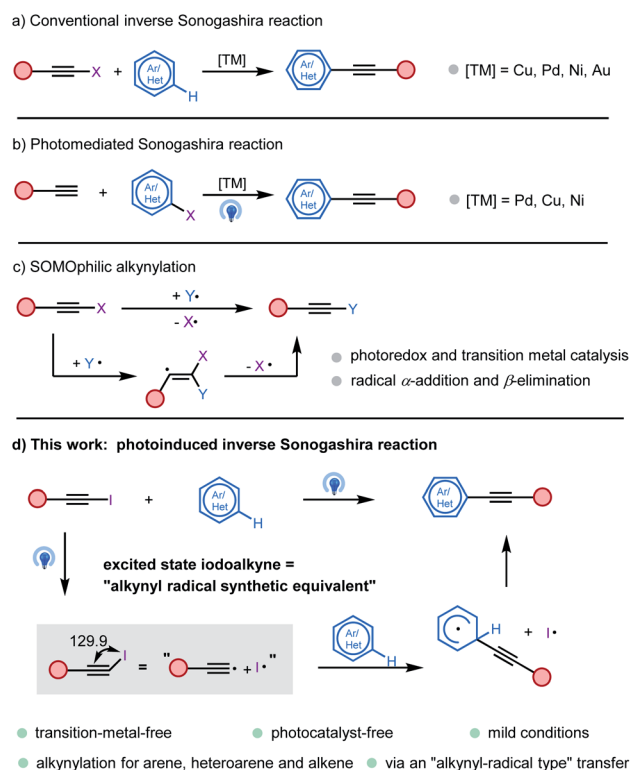 a) Conventional inverse Sonogashira reaction
X + Ar/Het H [TM] Ar/Het
[TM] = Cu, Pd, Ni, Au
b) Photomediated Sonogashira reaction
+ Ar/Het X [TM] Ar/Het
[TM] = Pd, Cu, Ni
c) SOMOphilic alkynylation
X + Y• - X• Y
+ Y• • X Y - X•
photoredox and transition metal catalysis
radical α-addition and β-elimination
d) This work: photoinduced inverse Sonogashira reaction
I + Ar/Het H Ar/Het
excited state iodoalkyne =
"alkynyl radical synthetic equivalent"
129.9 I = " • + I• " Ar/Het H • H + I•
transition-metal-free photocatalyst-free mild conditions
alkynylation for arene, heteroarene and alkene via an "alkynyl-radical type" transfer